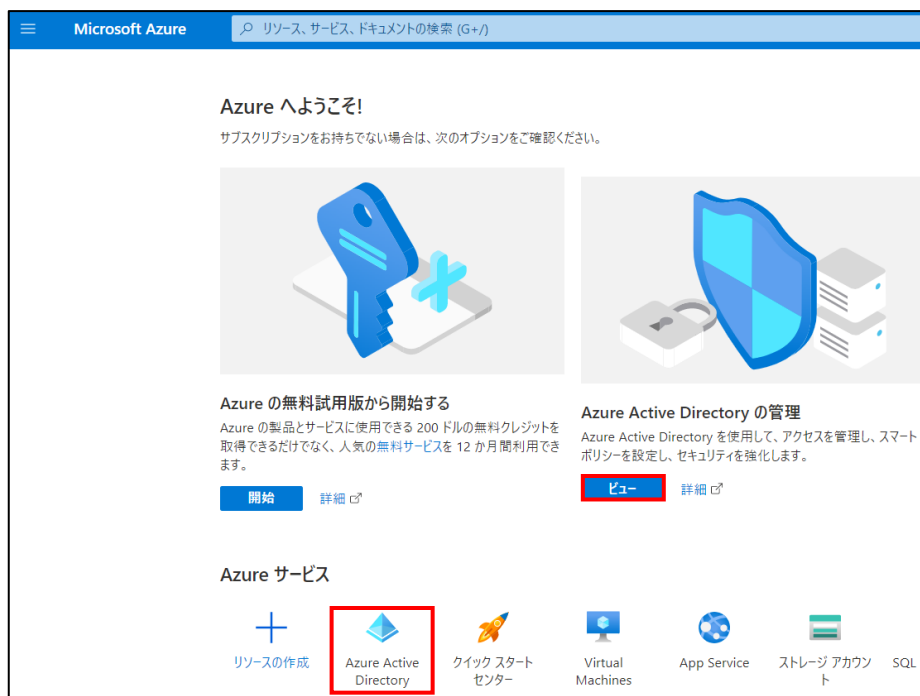 Microsoft Azure
リソース、サービス、ドキュメントの検索 (G+/)
Azure へようこそ!
サブスクリプションをお持ちでない場合は、次のオプションをご確認ください。
Azure の無料試用版から開始する
Azure の製品とサービスに使用できる 200 ドルの無料クレジットを
取得できるだけでなく、人気の無料サービスを 12 か月間利用でき
ます。
開始 詳細
Azure Active Directory の管理
Azure Active Directory を使用して、アクセスを管理し、スマート
ポリシーを設定し、セキュリティを強化します。
ビュー 詳細
Azure サービス
リソースの作成
Azure Active
Directory
クイック スタート
センター
Virtual
Machines
App Service
ストレージ アカウン
ト
SQL